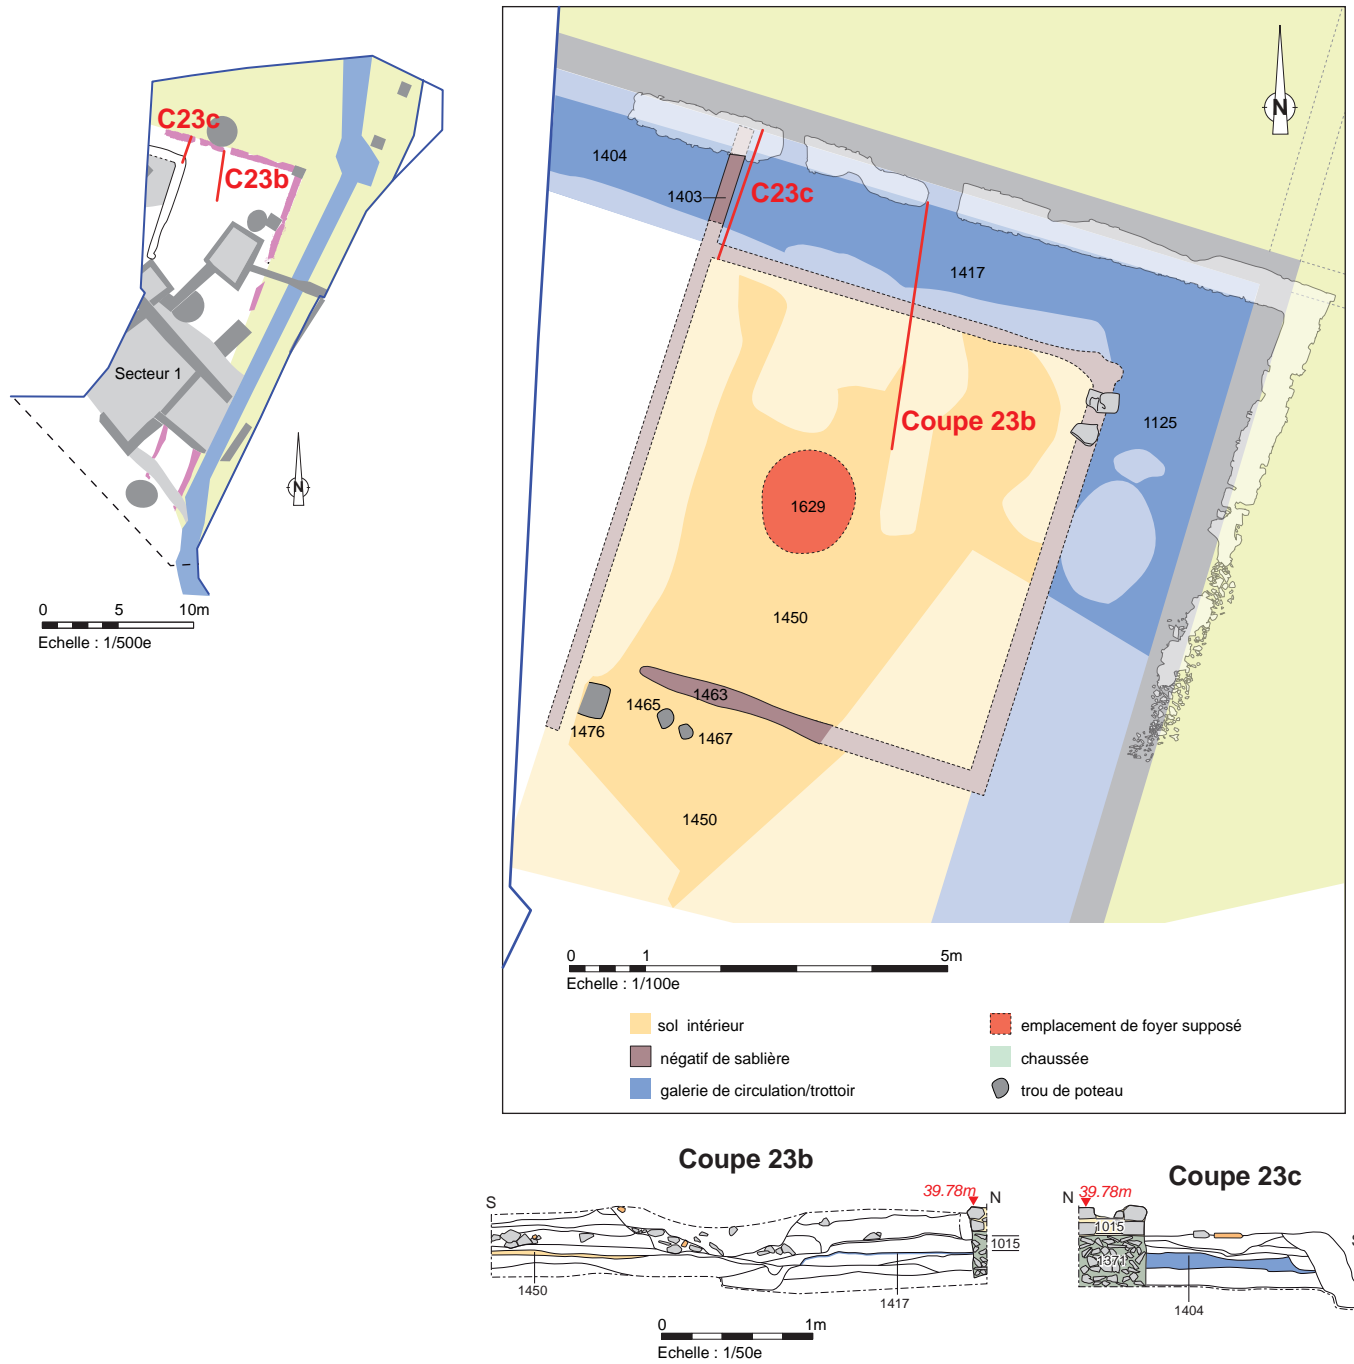 C23c
C23b
Secteur 1
N
0 5 10m
Echelle : 1/500e
N
1404
1403
C23c
1417
Coupe 23b
1125
1629
1450
1463
1465
1476
1467
1450
0 1 5m
Echelle : 1/100e
sol intérieur
négatif de sablière
galerie de circulation/trottoir
emplacement de foyer supposé
chaussée
trou de poteau
Coupe 23b
S
39.78m
N
1015
1450
1417
0 1m
Echelle : 1/50e
Coupe 23c
N
39.78m
1015
1371
S
1404